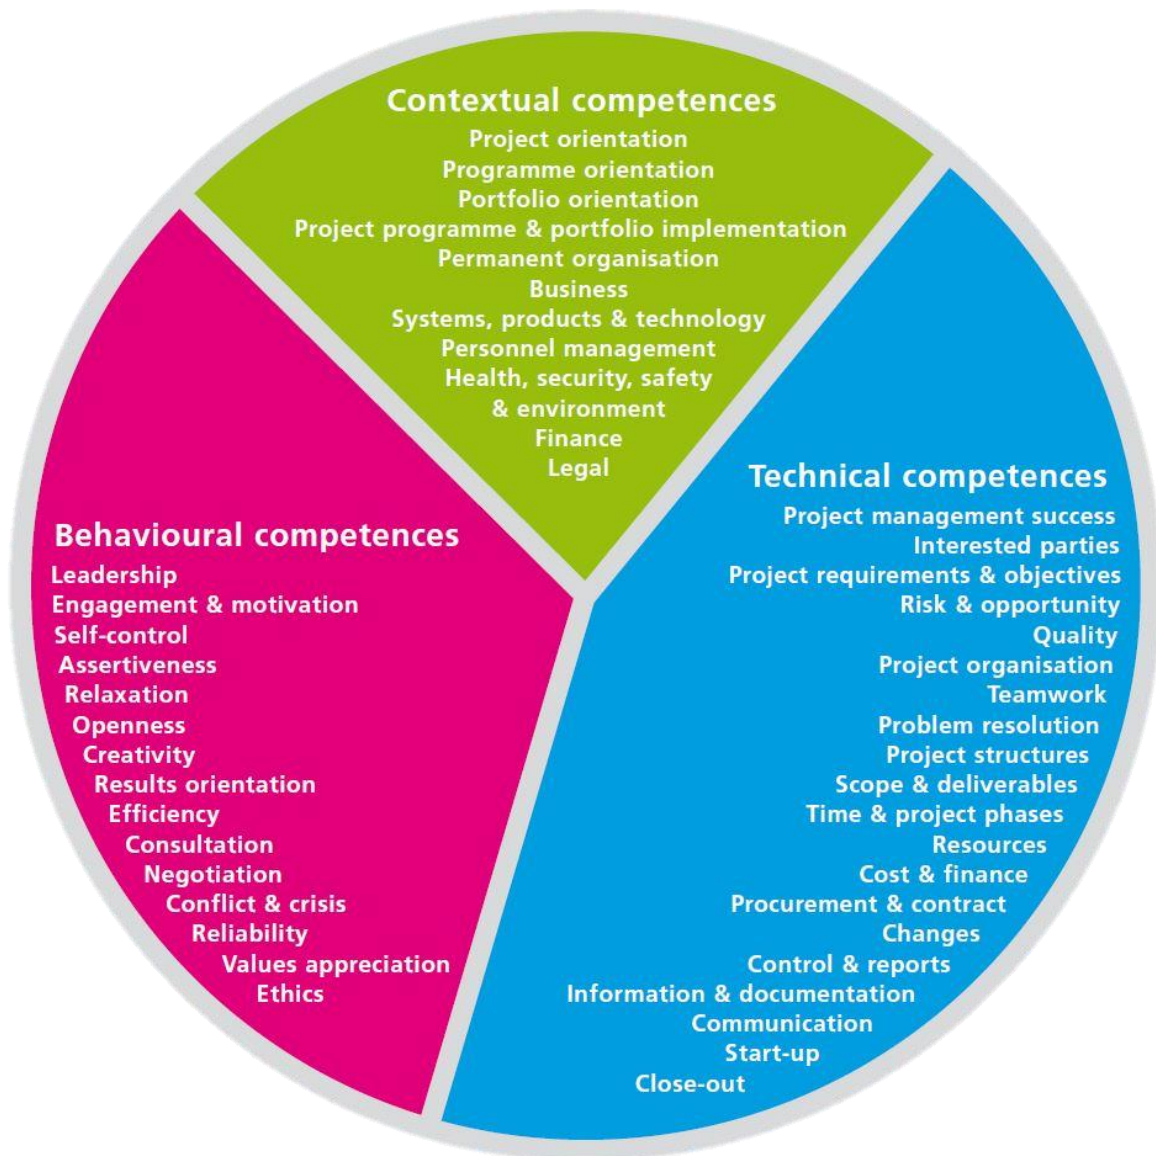 Contextual competences
Project orientation
Programme orientation
Portfolio orientation
Project programme & portfolio implementation
Permanent organisation
Business
Systems, products & technology
Personnel management
Health, security, safety
& environment
Finance
Legal
Technical competences
Project management success
Interested parties
Project requirements & objectives
Risk & opportunity
Quality
Project organisation
Teamwork
Problem resolution
Project structures
Scope & deliverables
Time & project phases
Resources
Cost & finance
Procurement & contract
Changes
Control & reports
Information & documentation
Communication
Start-up
Close-out
Behavioural competences
Leadership
Engagement & motivation
Self-control
Assertiveness
Relaxation
Openness
Creativity
Results orientation
Efficiency
Consultation
Negotiation
Conflict & crisis
Reliability
Values appreciation
Ethics